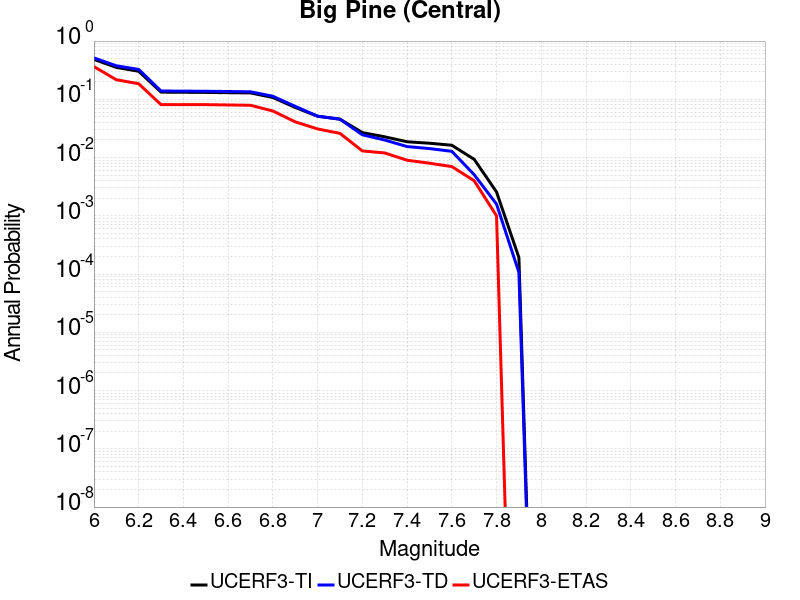 Big Pine (Central)
10^0
10^-1
10^-2
10^-3
10^-4
10^-5
10^-6
10^-7
10^-8
Annual Probability
6 6.2 6.4 6.6 6.8 7 7.2 7.4 7.6 7.8 8 8.2 8.4 8.6 8.8 9
Magnitude
UCERF3-TI UCERF3-TD UCERF3-ETAS